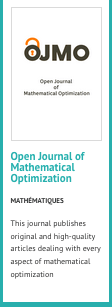 OJMO
Open Journal
of
Mathematical Optimization
Open Journal of
Mathematical
Optimization
MATHÉMATIQUES
This journal publishes
original and high-quality
articles dealing with every
aspect of mathematical
optimization